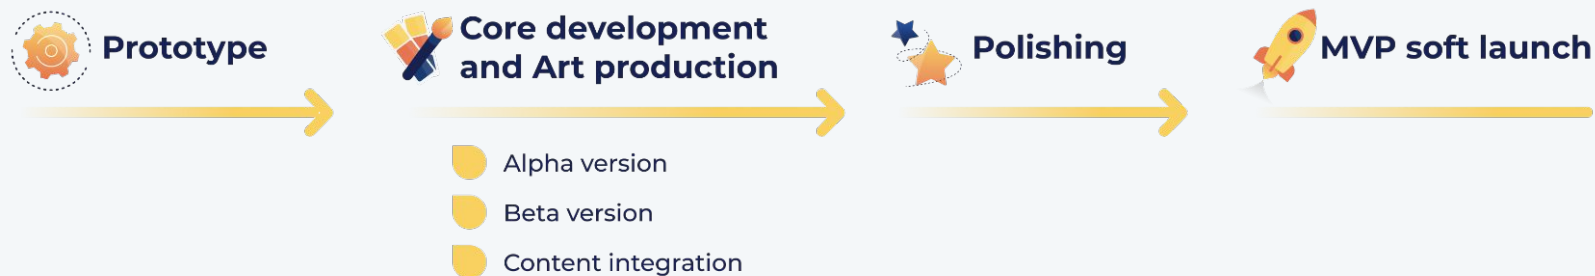 Prototype
Core development
and Art production
Polishing
MVP soft launch
Alpha version
Beta version
Content integration